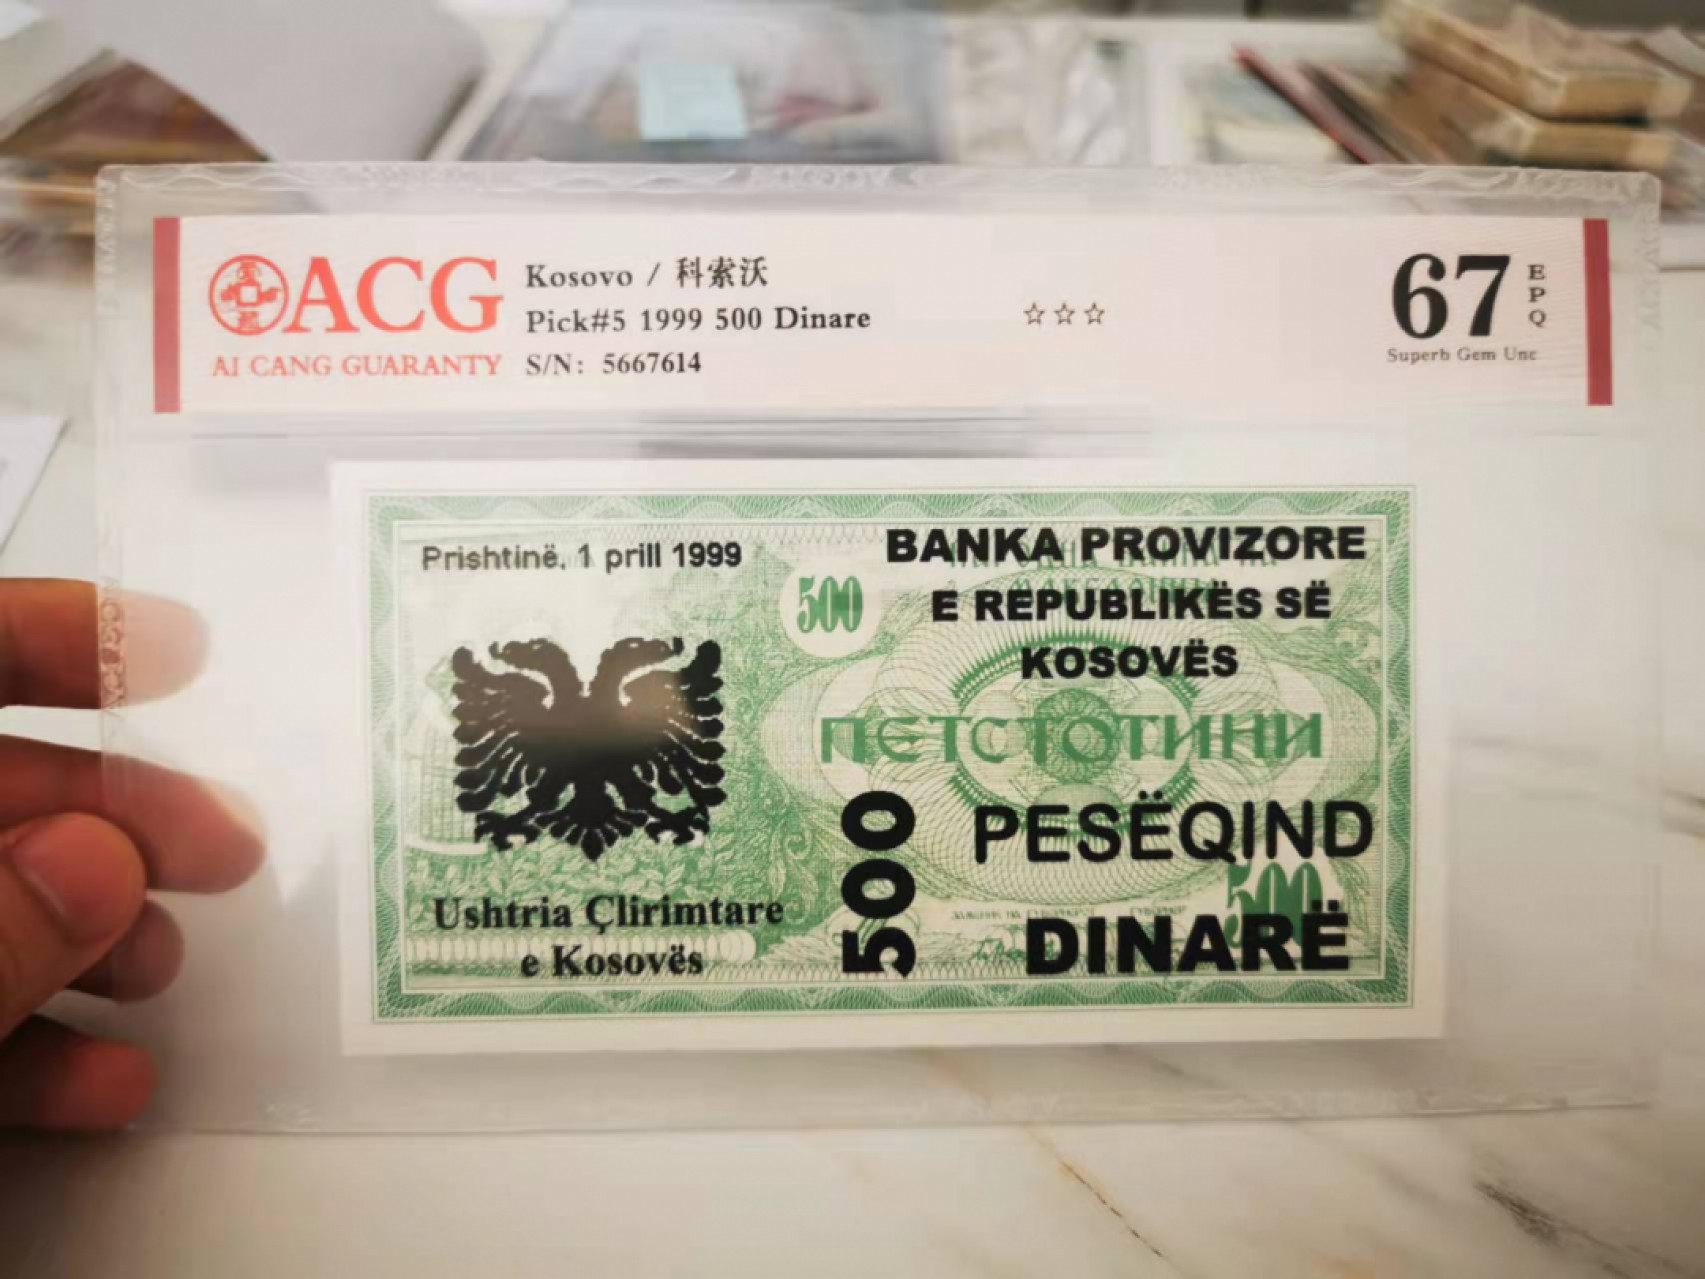 ACG
AI CANG GUARANTY
Kosovo / 科索沃
Pick#5 1999 500 Dinare
S/N: 5667614
☆☆☆
67
EPQ
Superb Gem Unc
Prishtinë, 1 prill 1999
BANKA PROVIZORE
E REPUBLIKËS SË
KOSOVËS
500
ПЕТСТОТИНИ
500
PESËQIND
500
DINARË
Ushtria Çlirimtare
e Kosovës